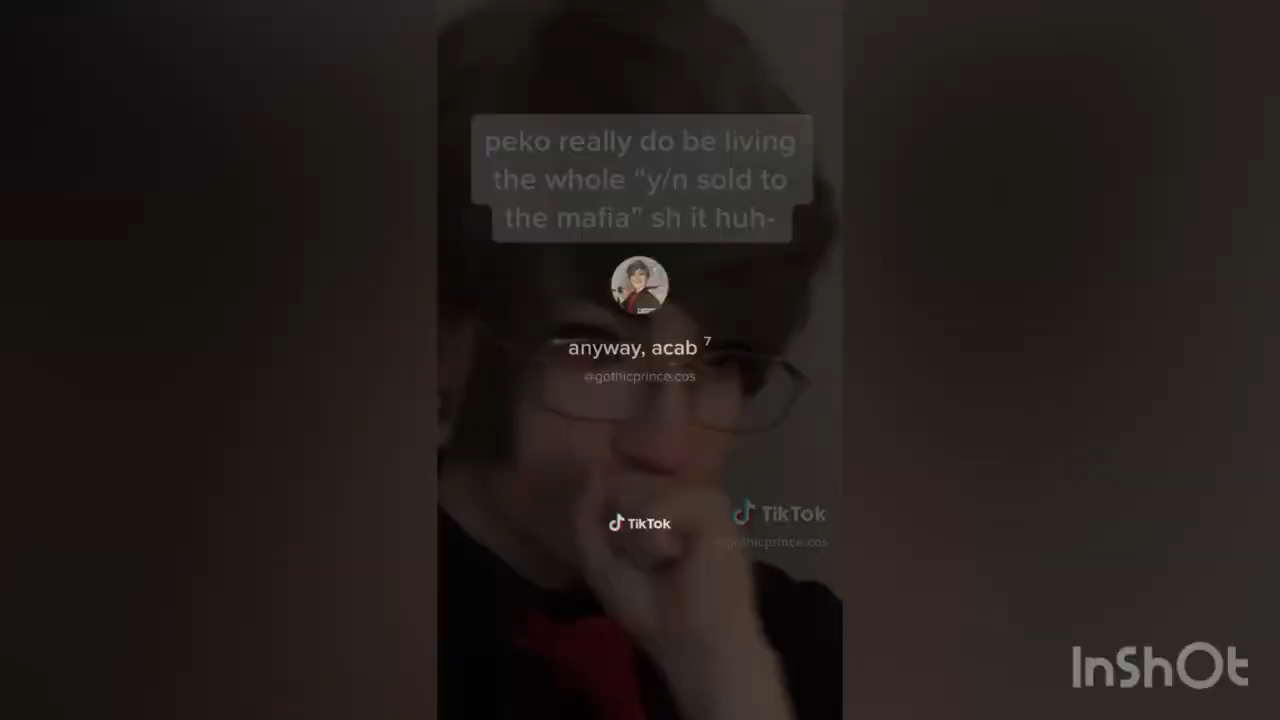 peko really do be living
the whole “y/n sold to
the mafia” sh it huh-
anyway, acab ⁷
@gothicprince.cos
TikTok
TikTok
@gothicprince.cos
InShOt